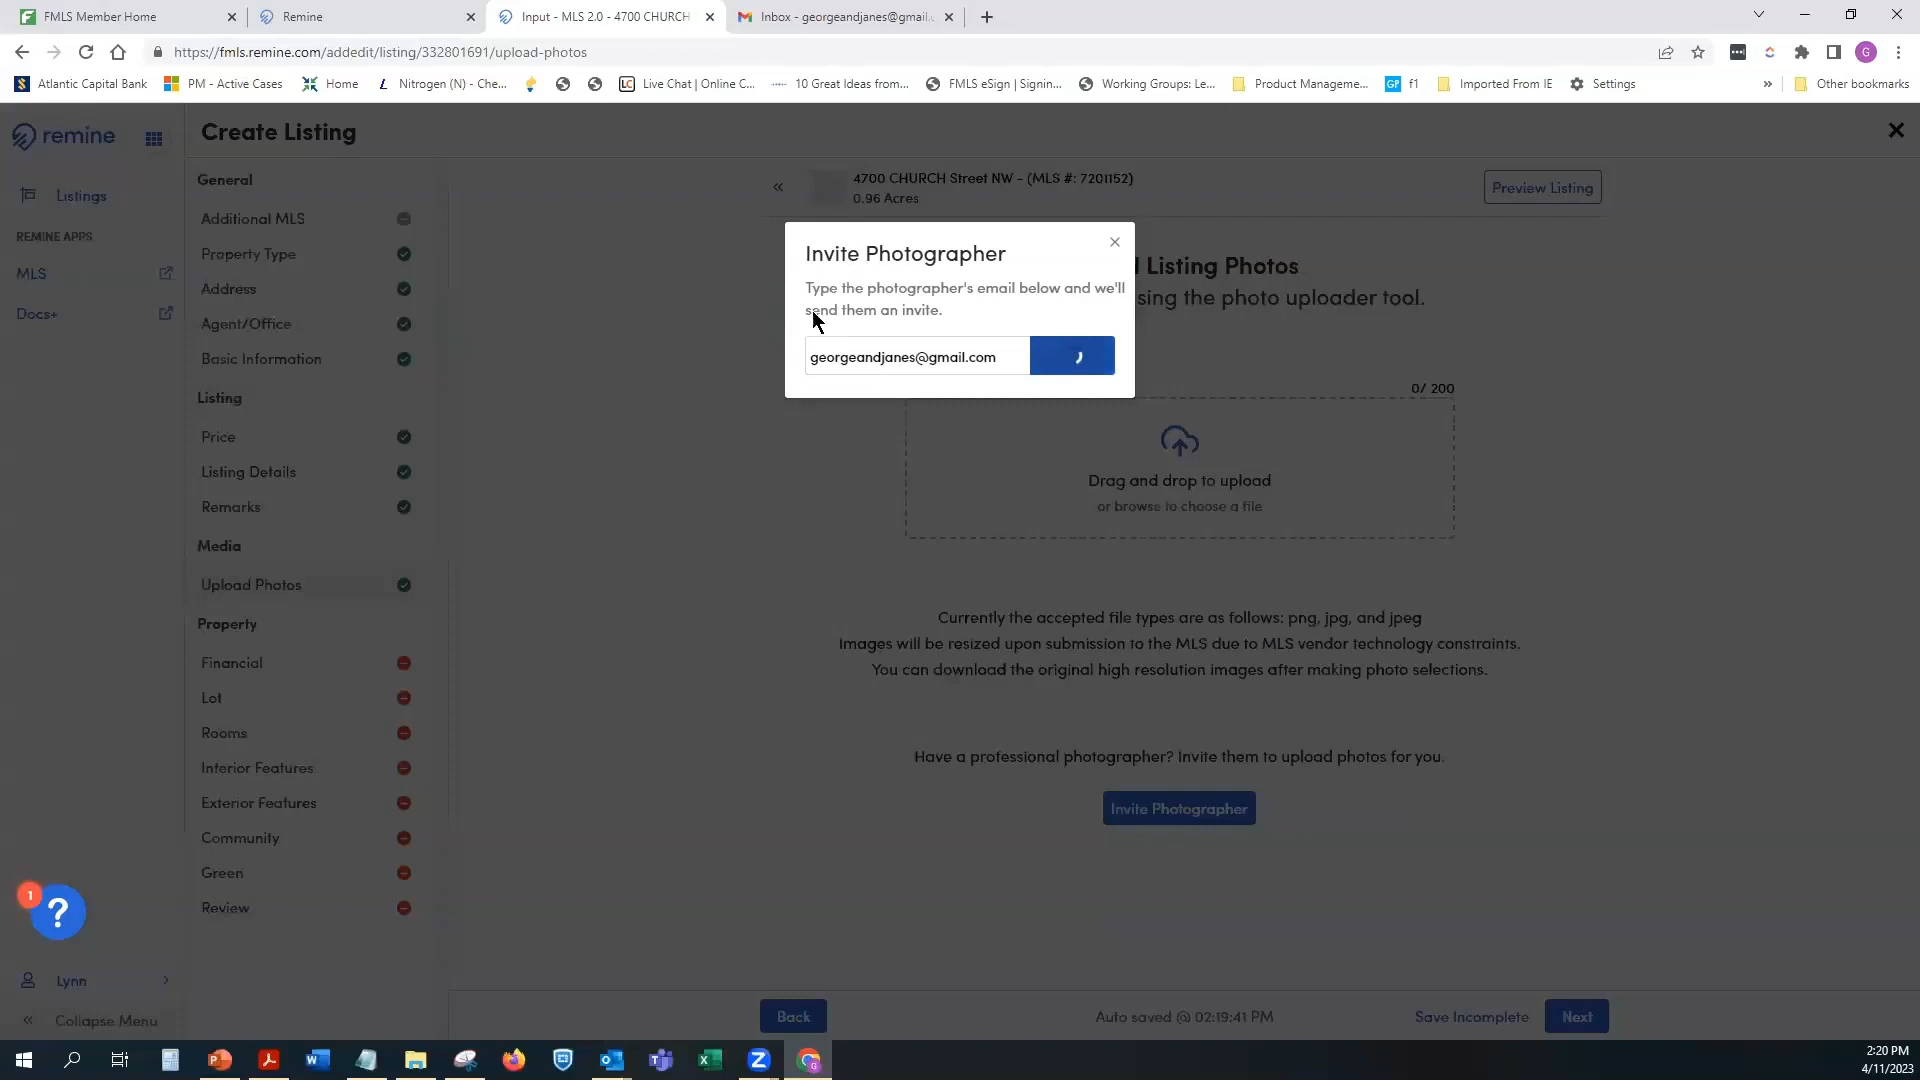 FMLS Member Home
Remine
Input - MLS 2.0 - 4700 CHURCH
Inbox - georgeandjanes@gmail.
https://fmls.remine.com/addedit/listing/332801691/upload-photos
G
Atlantic Capital Bank
PM - Active Cases
Home
Nitrogen (N) - Che...
LC Live Chat | Online C...
10 Great Ideas from...
FMLS eSign | Signin...
Working Groups: Le...
Product Manageme...
GP f1
Imported From IE
Settings
Other bookmarks
remine
Create Listing
Listings
REMINE APPS
MLS
Docs+
General
Additional MLS
Property Type
Address
Agent/Office
Basic Information
Listing
Price
Listing Details
Remarks
Media
Upload Photos
Property
Financial
Lot
Rooms
Interior Features
Exterior Features
Community
Green
Review
4700 CHURCH Street NW - (MLS #: 7201152)
0.96 Acres
Preview Listing
Invite Photographer
Type the photographer's email below and we'll
send them an invite.
georgeandjanes@gmail.com
Listing Photos
sing the photo uploader tool.
0/ 200
Drag and drop to upload
or browse to choose a file
Currently the accepted file types are as follows: png, jpg, and jpeg
Images will be resized upon submission to the MLS due to MLS vendor technology constraints.
You can download the original high resolution images after making photo selections.
Have a professional photographer? Invite them to upload photos for you.
Invite Photographer
1
?
Lynn
Collapse Menu
Back
Auto saved @ 02:19:41 PM
Save Incomplete
Next
2:20 PM
4/11/2023